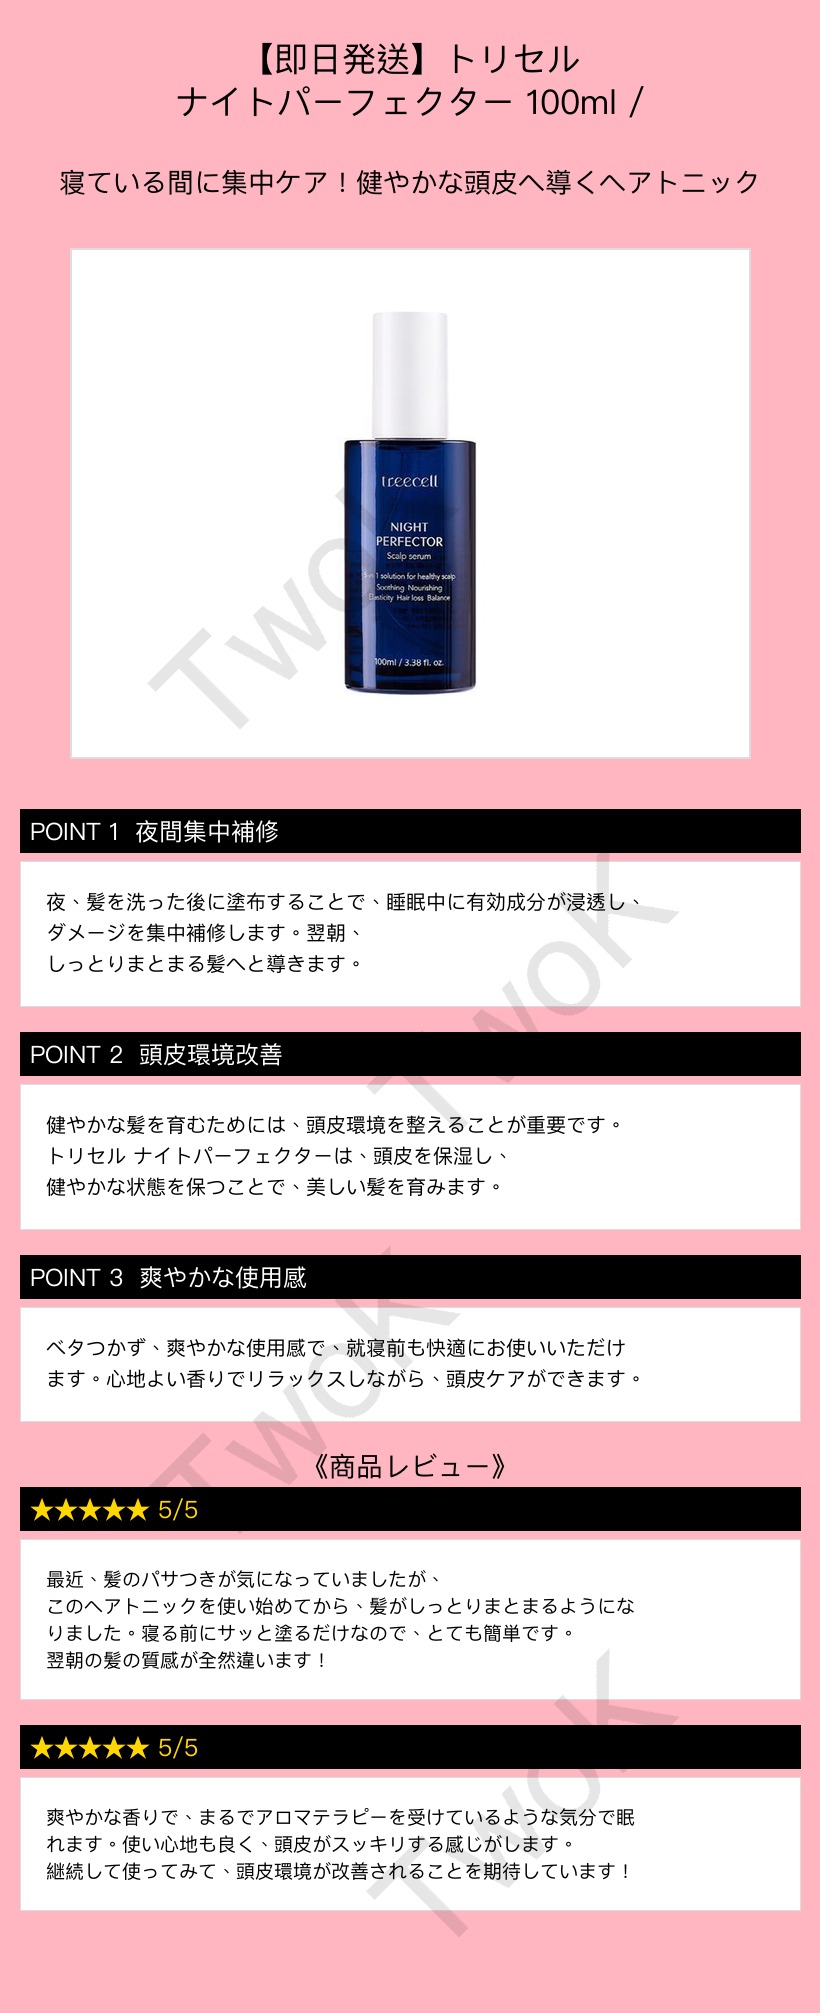 【即日発送】トリセル
ナイトパーフェクター 100ml /
寝ている間に集中ケア！健やかな頭皮へ導くヘアトニック
treecell
NIGHT
PERFECTOR
Scalp serum
5 in 1 solution for healthy scalp
Soothing Nourishing
Elasticity Hair loss Balance
100ml / 3.38 fl. oz.
TwoK
POINT 1 夜間集中補修
夜、髪を洗った後に塗布することで、睡眠中に有効成分が浸透し、
ダメージを集中補修します。翌朝、
しっとりまとまる髪へと導きます。
TwoK
POINT 2 頭皮環境改善
健やかな髪を育むためには、頭皮環境を整えることが重要です。
トリセル ナイトパーフェクターは、頭皮を保湿し、
健やかな状態を保つことで、美しい髪を育みます。
POINT 3 爽やかな使用感
ベタつかず、爽やかな使用感で、就寝前も快適にお使いいただけ
ます。心地よい香りでリラックスしながら、頭皮ケアができます。
TwoK
《商品レビュー》
★★★★★ 5/5
最近、髪のパサつきが気になっていましたが、
このヘアトニックを使い始めてから、髪がしっとりまとまるようにな
りました。寝る前にサッと塗るだけなので、とても簡単です。
翌朝の髪の質感が全然違います！
★★★★★ 5/5
爽やかな香りで、まるでアロマテラピーを受けているような気分で眠
れます。使い心地も良く、頭皮がスッキリする感じがします。
継続して使ってみて、頭皮環境が改善されることを期待しています！
TwoK